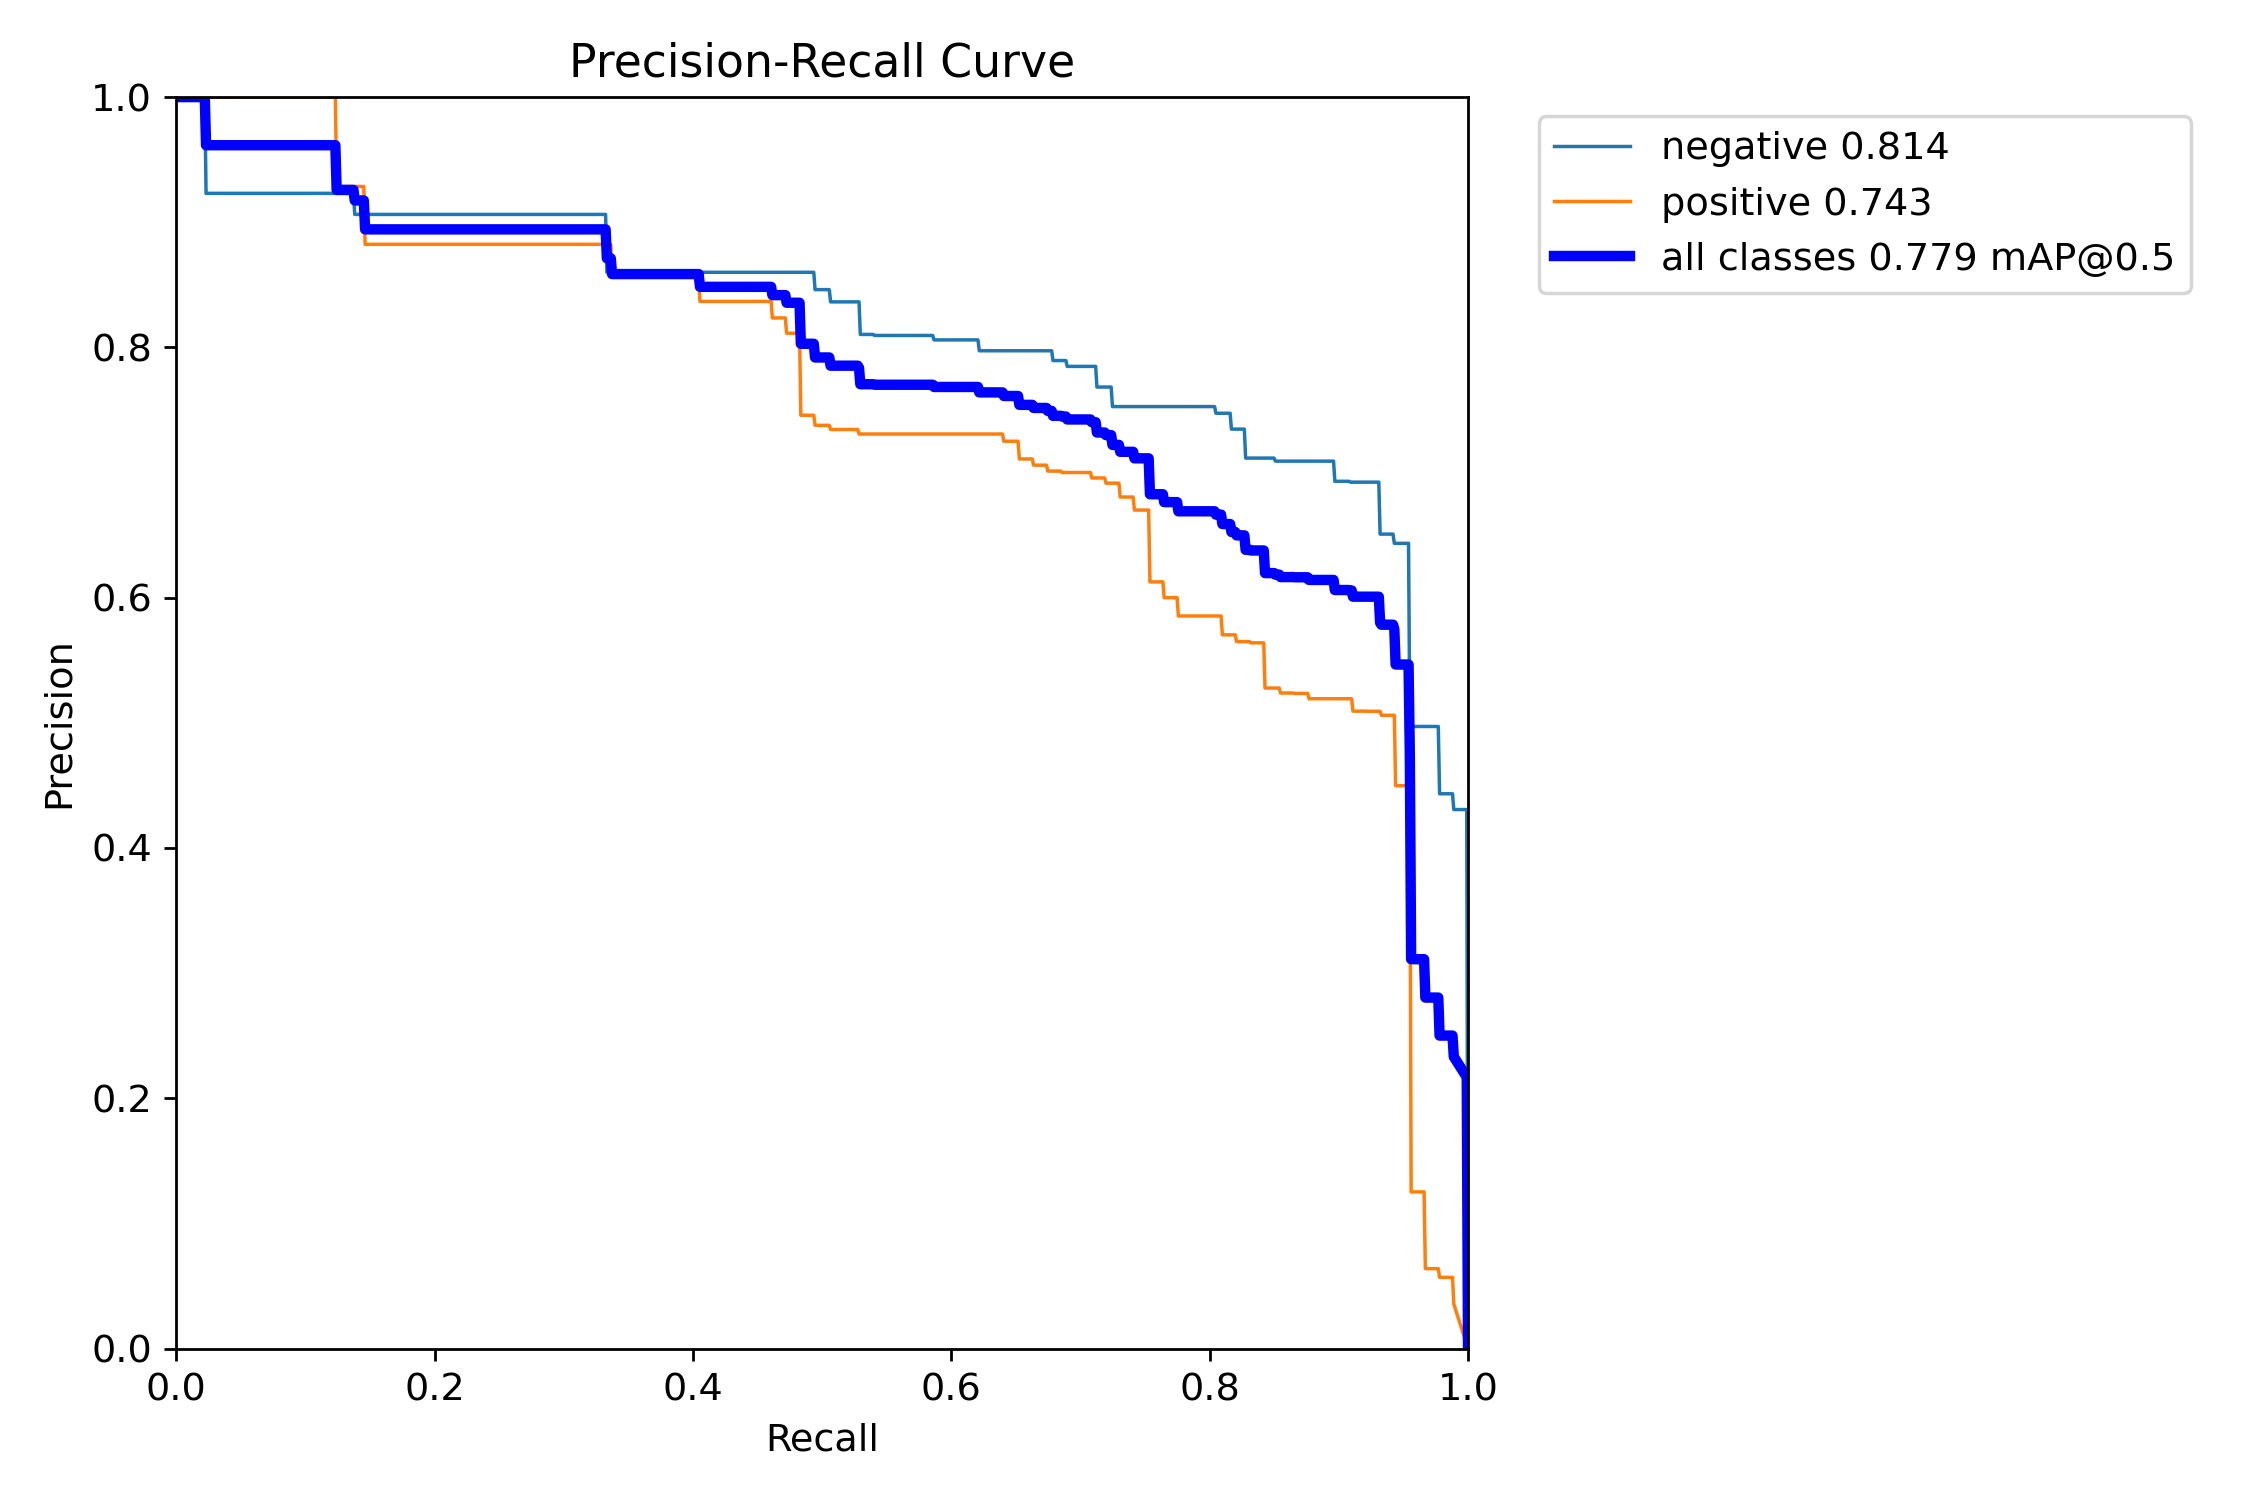 Precision-Recall Curve
negative 0.814
positive 0.743
all classes 0.779 mAP@0.5
Precision
1.0
0.8
0.6
0.4
0.2
0.0
0.0 0.2 0.4 0.6 0.8 1.0
Recall